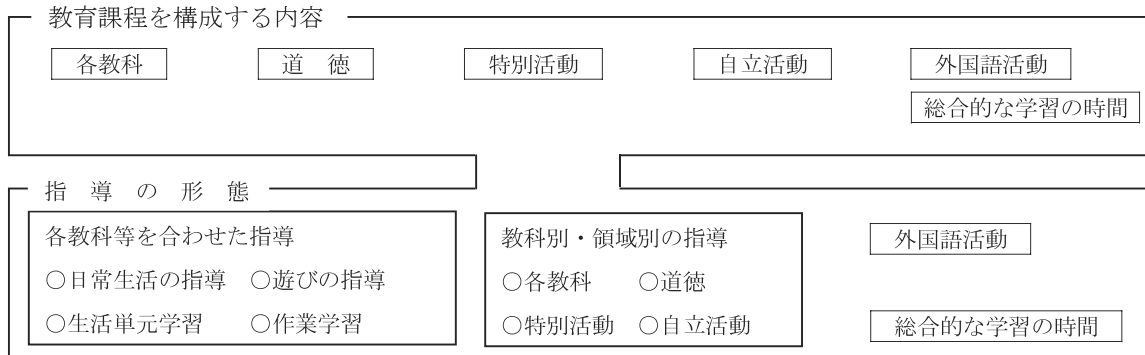 教育課程を構成する内容
各教科 道 徳 特別活動 自立活動 外国語活動
総合的な学習の時間
指 導 の 形 態
各教科等を合わせた指導
○日常生活の指導 ○遊びの指導
○生活単元学習 ○作業学習
教科別・領域別の指導
○各教科 ○道徳
○特別活動 ○自立活動
外国語活動
総合的な学習の時間